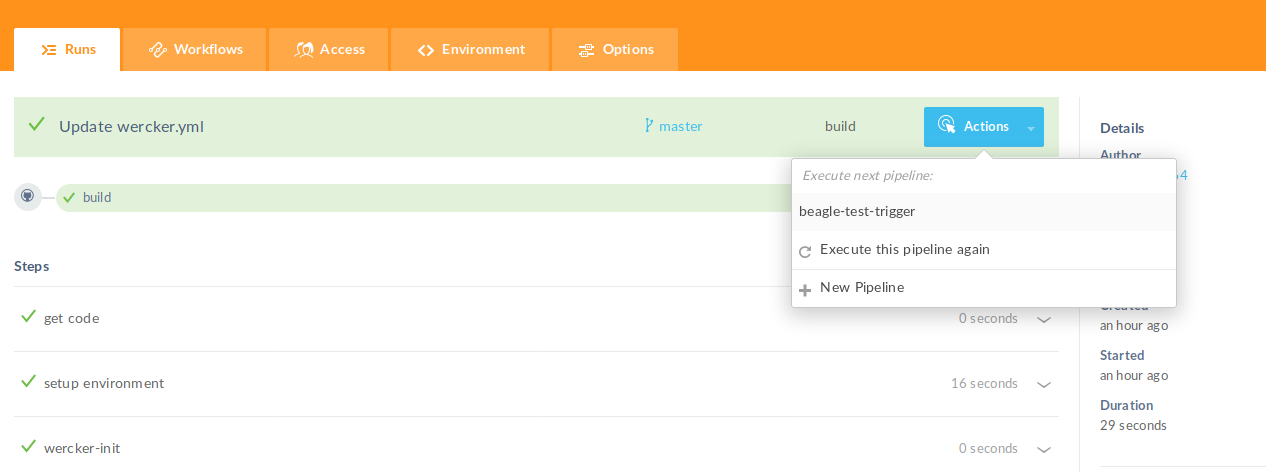 Runs
Workflows
Access
Environment
Options
Update wercker.yml
master
build
Actions
Execute next pipeline:
beagle-test-trigger
Execute this pipeline again
New Pipeline
build
Steps
get code
0 seconds
setup environment
16 seconds
wercker-init
0 seconds
Details
Author
Created
an hour ago
Started
an hour ago
Duration
29 seconds